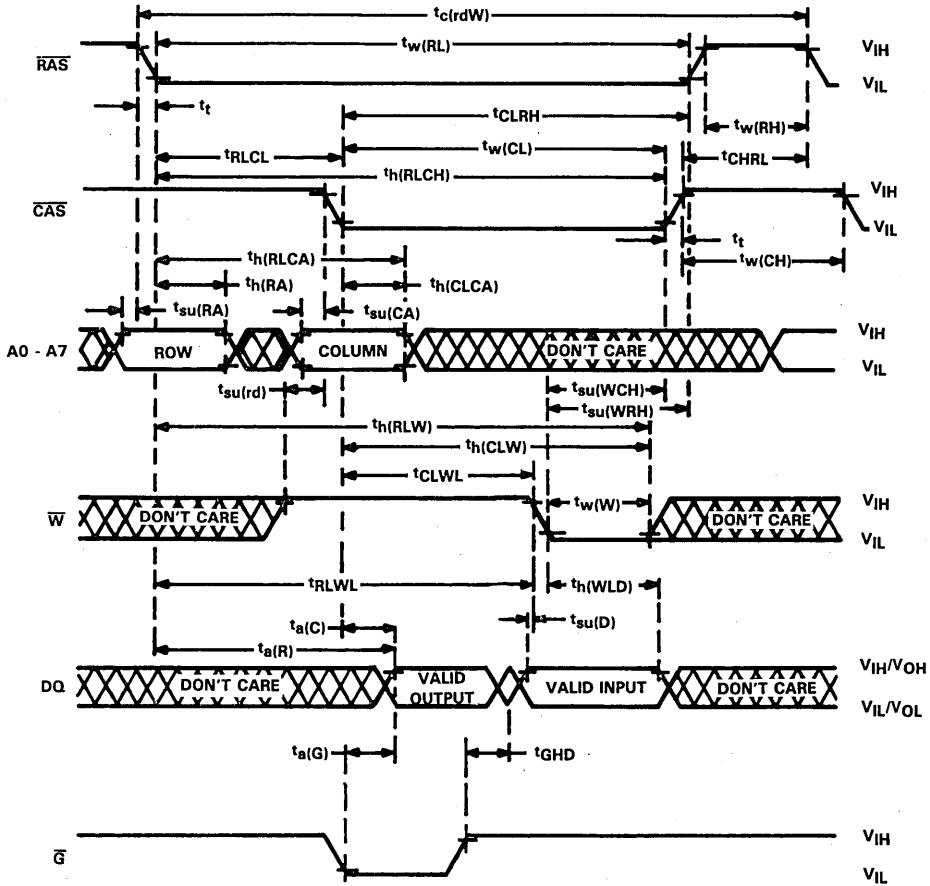 tc(rdW)
RAS
tw(RL)
VIH
VIL
tt
tCLRH
tw(RH)
tRLCL
tw(CL)
tCHRL
th(RLCH)
CAS
VIH
VIL
tt
tw(CH)
th(RLCA)
th(RA)
th(CLCA)
tsu(RA)
tsu(CA)
A0 - A7
ROW
COLUMN
DON'T CARE
VIH
VIL
tsu(rd)
tsu(WCH)
tsu(WRH)
th(RLW)
th(CLW)
tCLWL
W
DON'T CARE
tw(W)
DON'T CARE
VIH
VIL
tRLWL
th(WLD)
ta(C)
tsu(D)
ta(R)
DQ
DON'T CARE
VALID
OUTPUT
VALID INPUT
DON'T CARE
VIH/VOH
VIL/VOL
ta(G)
tGHD
G
VIH
VIL